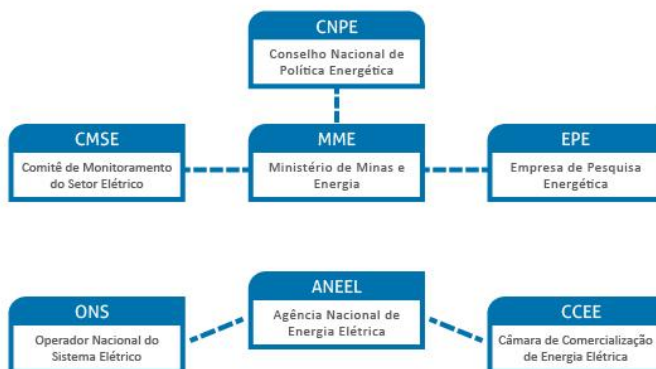 CNPE
Conselho Nacional de
Política Energética
CMSE
Comitê de Monitoramento
do Setor Elétrico
MME
Ministério de Minas e
Energia
EPE
Empresa de Pesquisa
Energética
ANEEL
Agência Nacional de
Energia Elétrica
ONS
Operador Nacional do
Sistema Elétrico
CCEE
Câmara de Comercialização
de Energia Elétrica